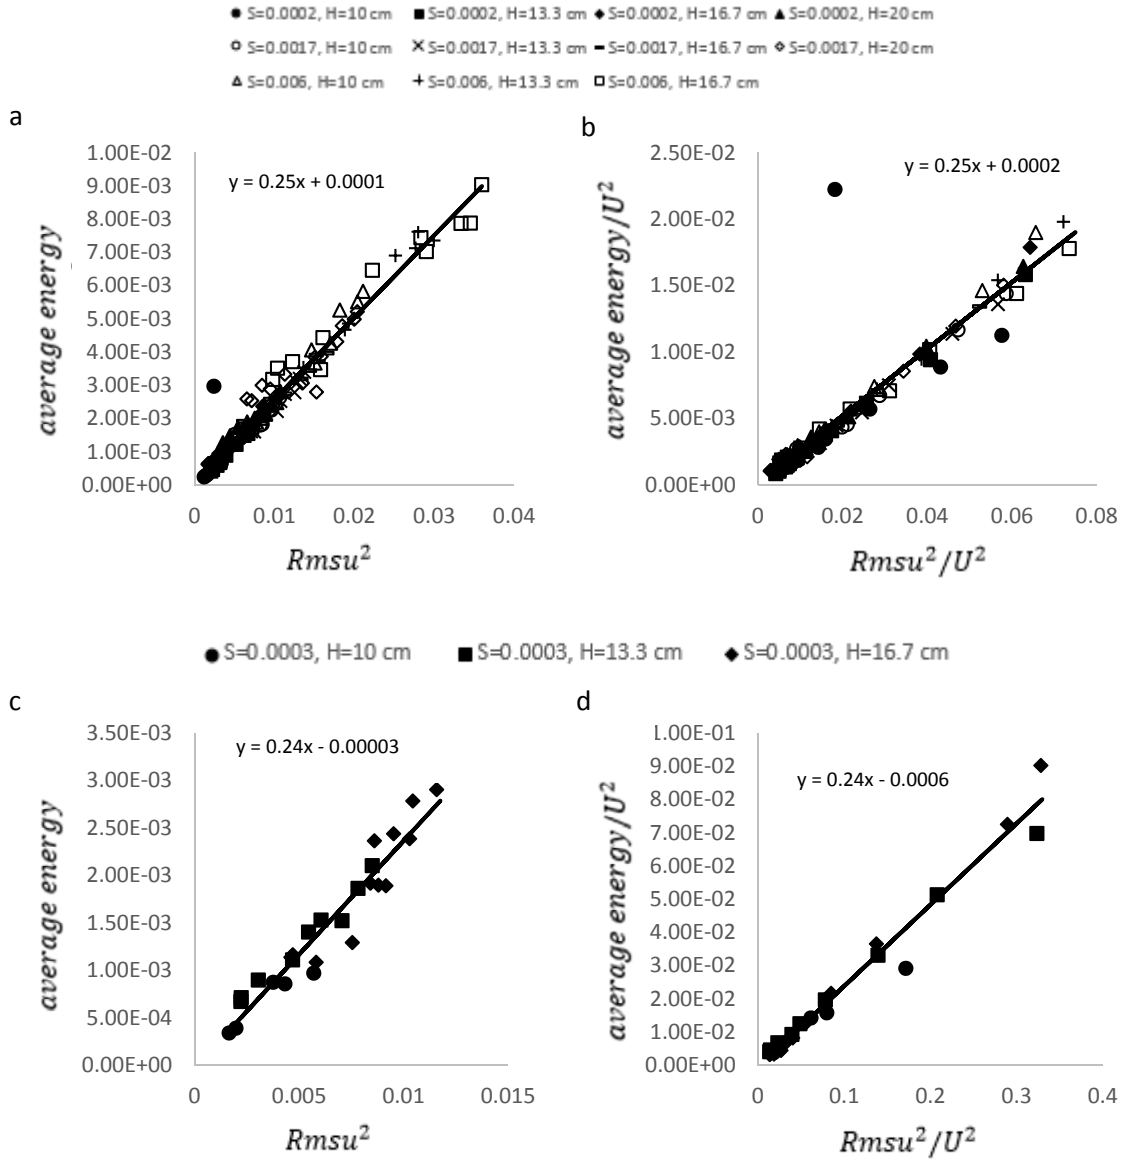 S=0.0002, H=10 cm S=0.0002, H=13.3 cm S=0.0002, H=16.7 cm S=0.0002, H=20 cm
S=0.0017, H=10 cm S=0.0017, H=13.3 cm S=0.0017, H=16.7 cm S=0.0017, H=20 cm
S=0.006, H=10 cm S=0.006, H=13.3 cm S=0.006, H=16.7 cm
a
average energy
1.00E-02
9.00E-03
8.00E-03
7.00E-03
6.00E-03
5.00E-03
4.00E-03
3.00E-03
2.00E-03
1.00E-03
0.00E+00
y = 0.25x + 0.0001
0 0.01 0.02 0.03 0.04
Rmsu²
b
average energy/U²
2.50E-02
2.00E-02
1.50E-02
1.00E-02
5.00E-03
0.00E+00
y = 0.25x + 0.0002
0 0.02 0.04 0.06 0.08
Rmsu²/U²
S=0.0003, H=10 cm S=0.0003, H=13.3 cm S=0.0003, H=16.7 cm
c
average energy
3.50E-03
3.00E-03
2.50E-03
2.00E-03
1.50E-03
1.00E-03
5.00E-04
0.00E+00
y = 0.24x - 0.00003
0 0.005 0.01 0.015
Rmsu²
d
average energy/U²
1.00E-01
9.00E-02
8.00E-02
7.00E-02
6.00E-02
5.00E-02
4.00E-02
3.00E-02
2.00E-02
1.00E-02
0.00E+00
y = 0.24x - 0.0006
0 0.1 0.2 0.3 0.4
Rmsu²/U²